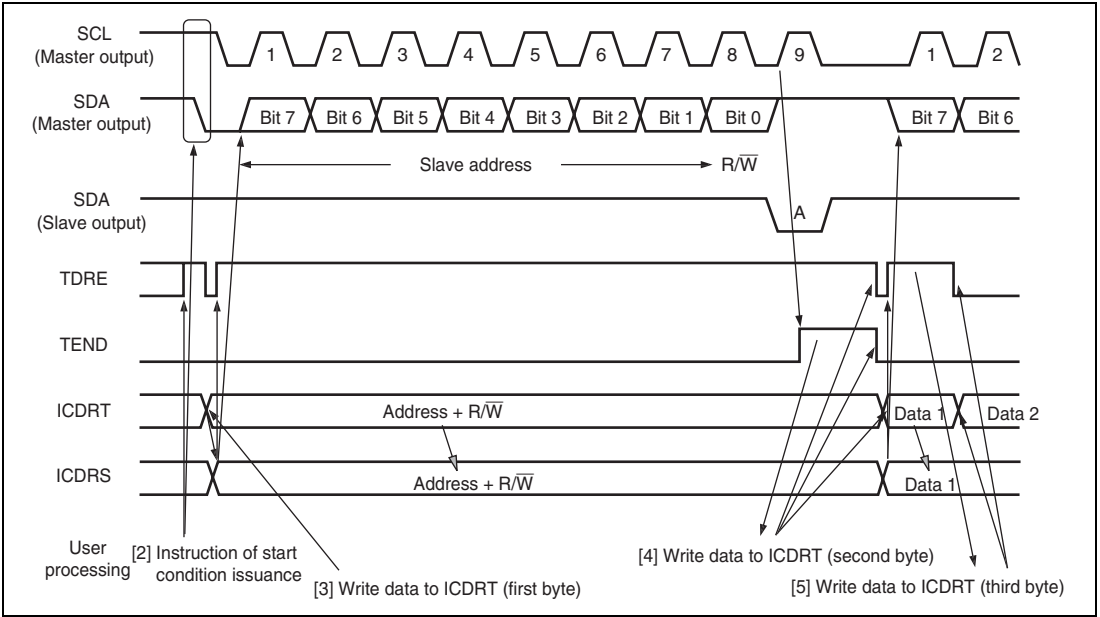 SCL
(Master output)
1 2 3 4 5 6 7 8 9 1 2
SDA
(Master output)
Bit 7 Bit 6 Bit 5 Bit 4 Bit 3 Bit 2 Bit 1 Bit 0 Bit 7 Bit 6
Slave address R/W̅
SDA
(Slave output)
A
TDRE
TEND
ICDRT
Address + R/W̅ Data 1 Data 2
ICDRS
Address + R/W̅ Data 1
User
processing
[2] Instruction of start
condition issuance
[3] Write data to ICDRT (first byte)
[4] Write data to ICDRT (second byte)
[5] Write data to ICDRT (third byte)